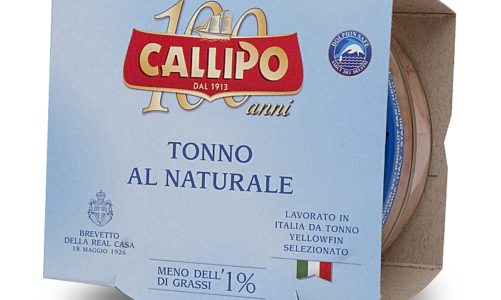 100
CALLIPO
DAL 1913
anni
DOLPHIN SAFE
TONNO
AL NATURALE
BREVETTO
DELLA REAL CASA
18 MAGGIO 1926
LAVORATO IN
ITALIA DA TONNO
YELLOWFIN
SELEZIONATO
MENO DELL'1%
DI GRASSI